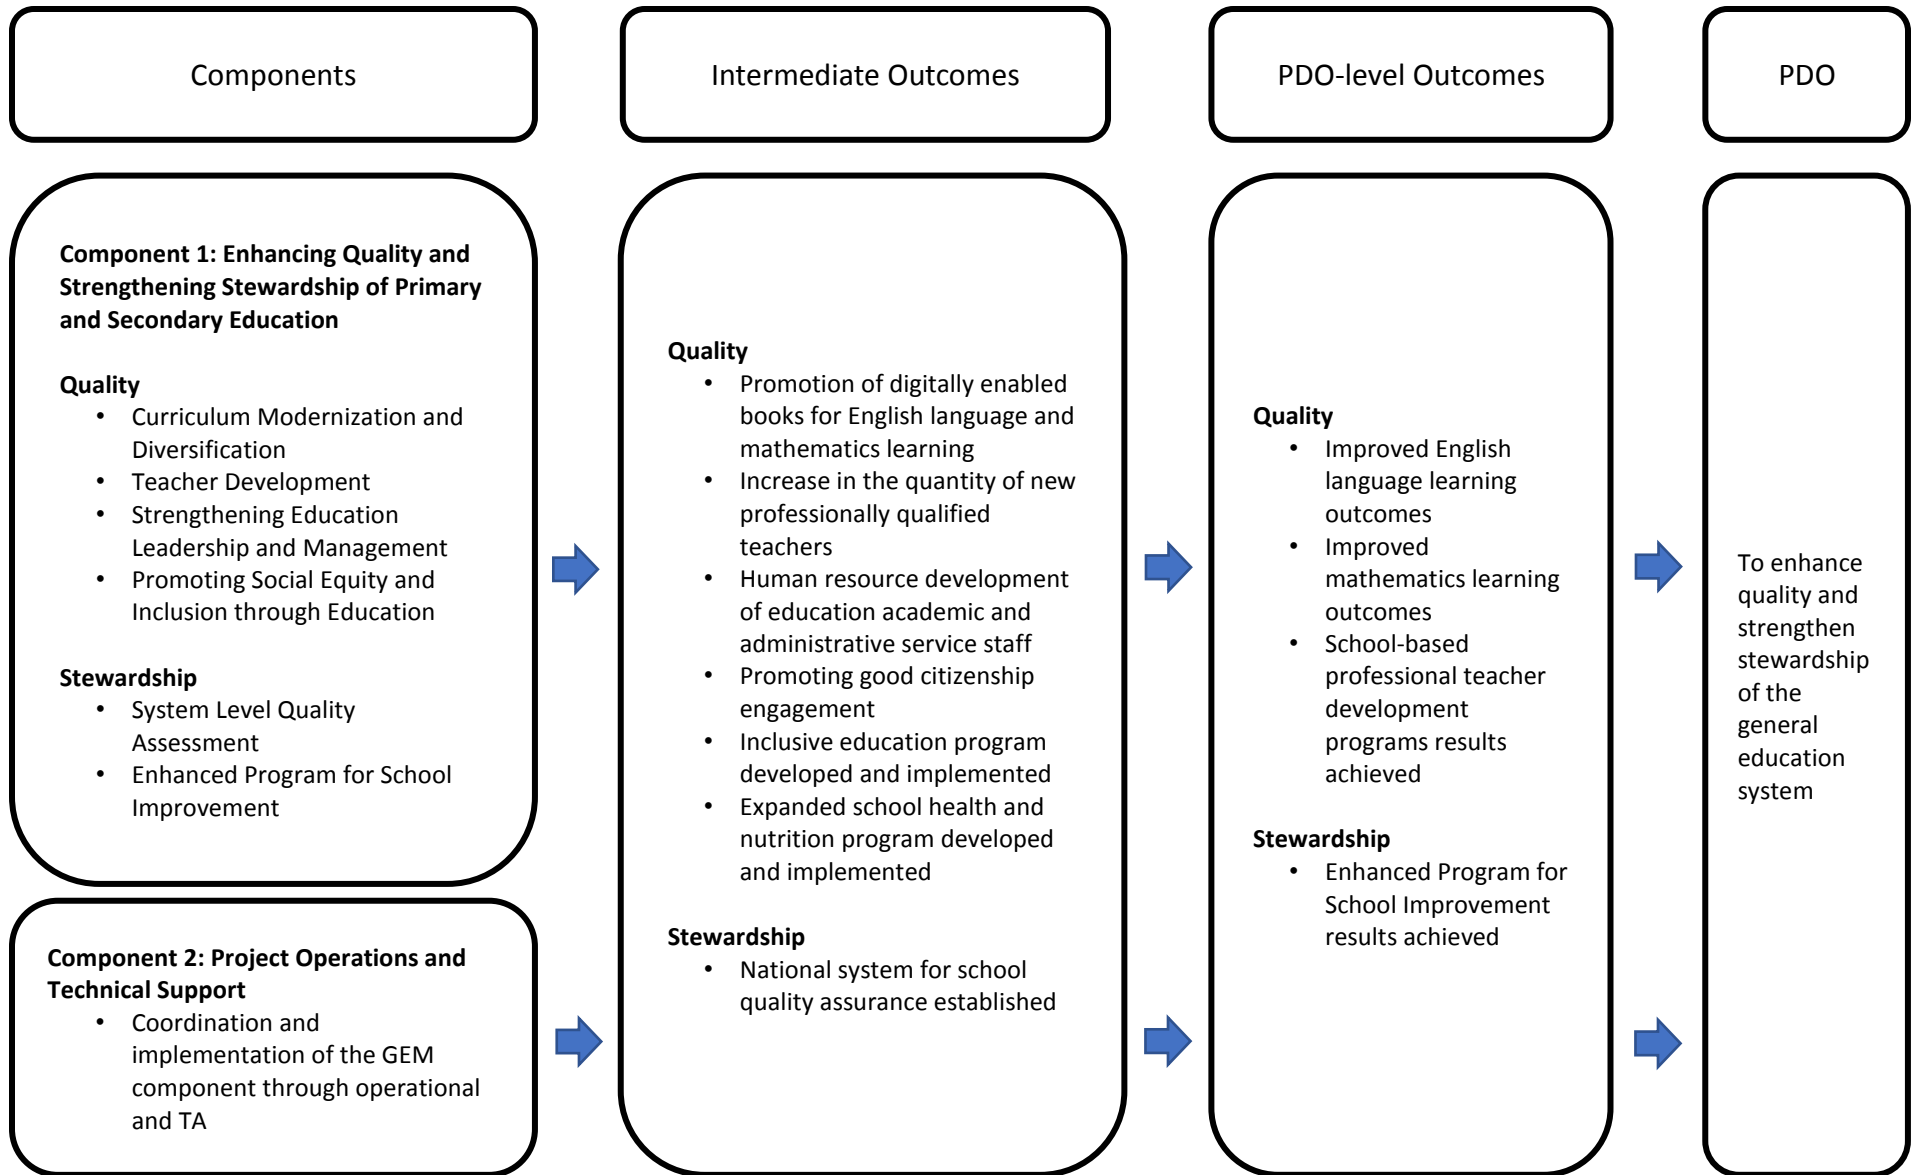 Components
Intermediate Outcomes
PDO-level Outcomes
PDO
Component 1: Enhancing Quality and
Strengthening Stewardship of Primary
and Secondary Education
Quality
• Curriculum Modernization and
Diversification
• Teacher Development
• Strengthening Education
Leadership and Management
• Promoting Social Equity and
Inclusion through Education
Stewardship
• System Level Quality
Assessment
• Enhanced Program for School
Improvement
Component 2: Project Operations and
Technical Support
• Coordination and
implementation of the GEM
component through operational
and TA
Quality
• Promotion of digitally enabled
books for English language and
mathematics learning
• Increase in the quantity of new
professionally qualified
teachers
• Human resource development
of education academic and
administrative service staff
• Promoting good citizenship
engagement
• Inclusive education program
developed and implemented
• Expanded school health and
nutrition program developed
and implemented
Stewardship
• National system for school
quality assurance established
Quality
• Improved English
language learning
outcomes
• Improved
mathematics learning
outcomes
• School-based
professional teacher
development
programs results
achieved
Stewardship
• Enhanced Program for
School Improvement
results achieved
To enhance
quality and
strengthen
stewardship
of the
general
education
system